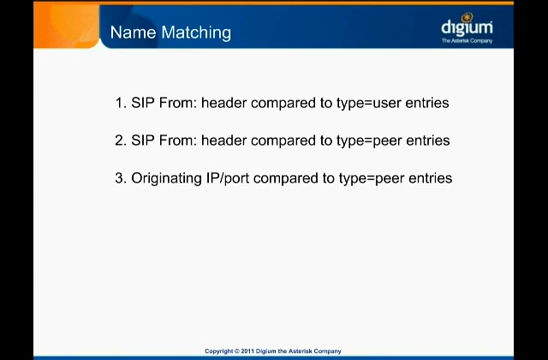 Name Matching
digium
The Asterisk Company
1. SIP From: header compared to type=user entries
2. SIP From: header compared to type=peer entries
3. Originating IP/port compared to type=peer entries
Copyright © 2011 Digium the Asterisk Company